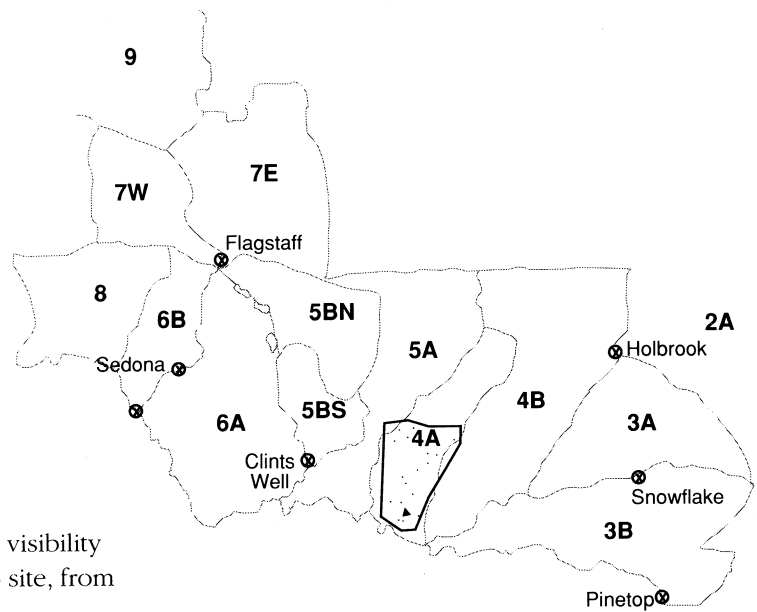 9
7E
7W
Flagstaff
8
5BN
6B
2A
5A
Holbrook
Sedona
4B
5BS
6A
3A
4A
Clints
Well
Snowflake
3B
visibility
site, from
Pinetop